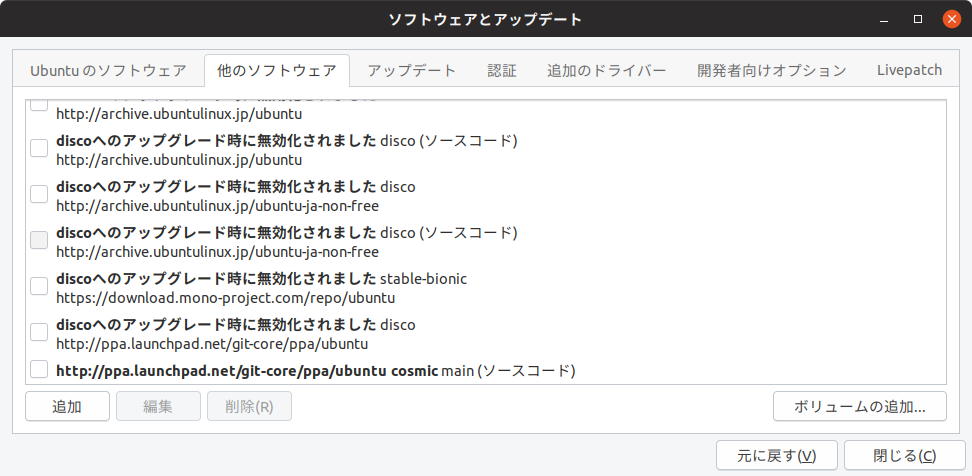 ソフトウェアとアップデート
Ubuntu のソフトウェア 他のソフトウェア アップデート 認証 追加のドライバー 開発者向けオプション Livepatch
http://archive.ubuntulinux.jp/ubuntu
discoへのアップグレード時に無効化されました disco (ソースコード)
http://archive.ubuntulinux.jp/ubuntu
discoへのアップグレード時に無効化されました disco
http://archive.ubuntulinux.jp/ubuntu-ja-non-free
discoへのアップグレード時に無効化されました disco (ソースコード)
http://archive.ubuntulinux.jp/ubuntu-ja-non-free
discoへのアップグレード時に無効化されました stable-bionic
https://download.mono-project.com/repo/ubuntu
discoへのアップグレード時に無効化されました disco
http://ppa.launchpad.net/git-core/ppa/ubuntu
http://ppa.launchpad.net/git-core/ppa/ubuntu cosmic main (ソースコード)
追加 編集 削除(R) ボリュームの追加...
元に戻す(V) 閉じる(C)